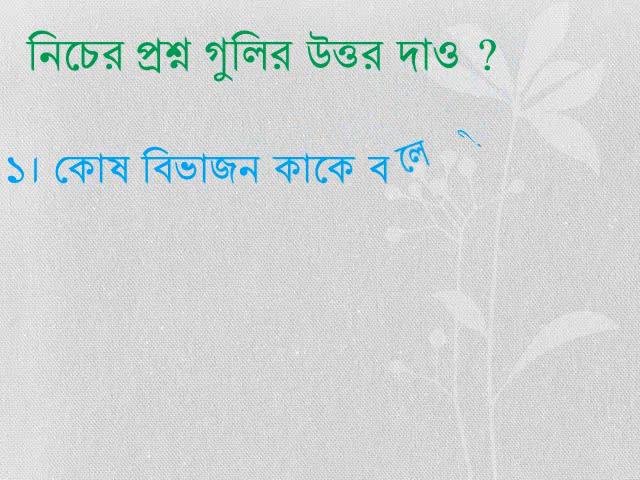 নিচের প্রশ্ন গুলির উত্তর দাও ?
১। কোষ বিভাজন কাকে বলে